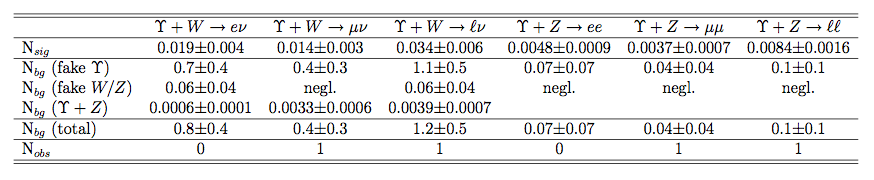 ϒ + W → eν ϒ + W → μν ϒ + W → ℓν ϒ + Z → ee ϒ + Z → μμ ϒ + Z → ℓℓ
N_sig 0.019±0.004 0.014±0.003 0.034±0.006 0.0048±0.0009 0.0037±0.0007 0.0084±0.0016
N_bg (fake ϒ) 0.7±0.4 0.4±0.3 1.1±0.5 0.07±0.07 0.04±0.04 0.1±0.1
N_bg (fake W/Z) 0.06±0.04 negl. 0.06±0.04 negl. negl. negl.
N_bg (ϒ + Z) 0.0006±0.0001 0.0033±0.0006 0.0039±0.0007
N_bg (total) 0.8±0.4 0.4±0.3 1.2±0.5 0.07±0.07 0.04±0.04 0.1±0.1
N_obs 0 1 1 0 1 1